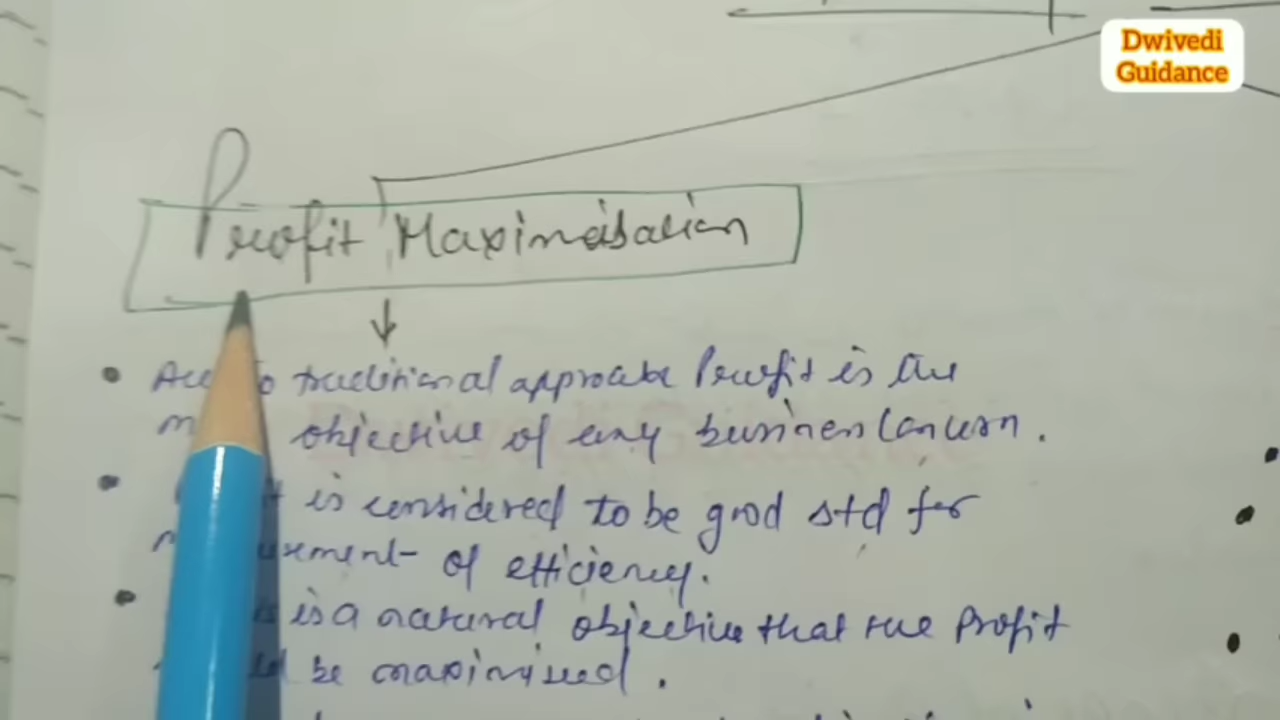 Dwivedi
Guidance
Profit Maximisation
traditional approache Profit is the
objective of any business Concern.
is considered to be good std for
of efficiency.
is a natural objective that the Profit
be maximised.